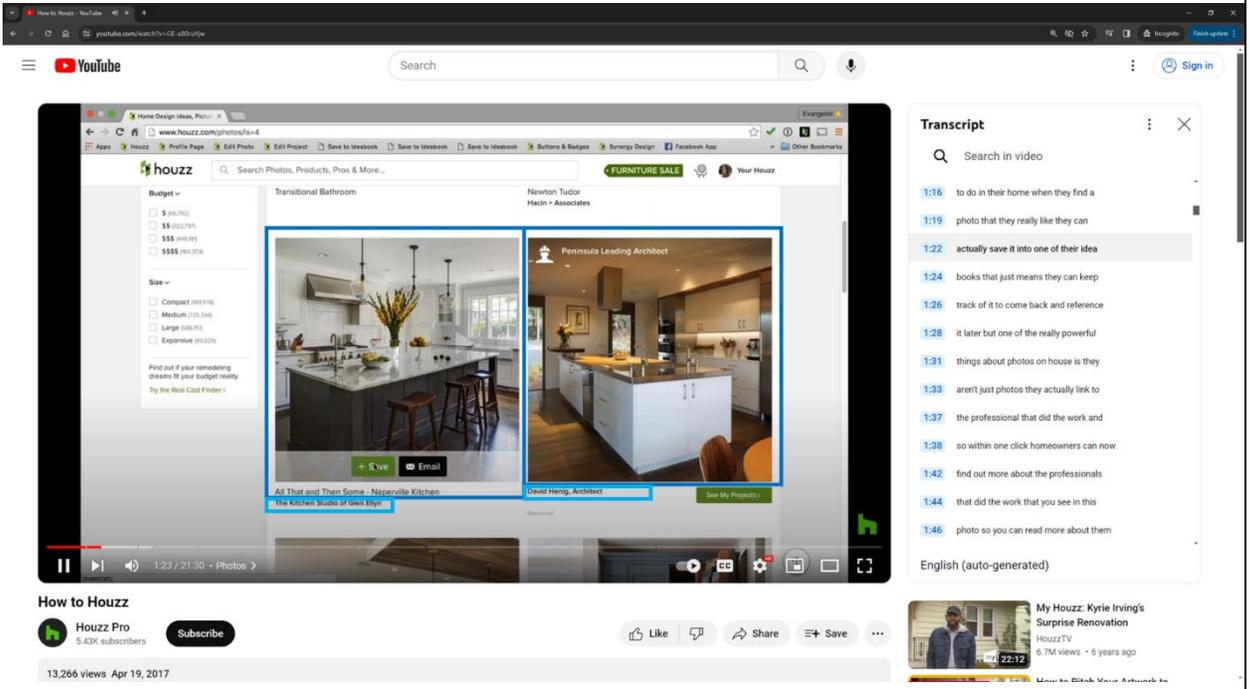 How to Houzz - YouTube
youtube.com/watch?v=GE-aB0ruYjw
Incognito
Finish update
YouTube
Search
Sign in
Home Design Ideas, Pictur
Evangelist
www.houzz.com/photos/ls=4
Apps Houzz Profile Page Edit Photo Edit Project Save to Ideabook Save to Ideabook Save to Ideabook Buttons & Badges Synergy Design Facebook App » Other Bookmarks
houzz
Search Photos, Products, Pros & More...
FURNITURE SALE
Your Houzz
Budget
$
$$
$$$
$$$$
Size
Compact
Medium
Large
Expansive
Find out if your remodeling
dreams fit your budget reality.
Try the Real Cost Finder ›
Transitional Bathroom
Newton Tudor
Hacin + Associates
Peninsula Leading Architect
+ Save
Email
All That and Then Some - Naperville Kitchen
The Kitchen Studio of Glen Ellyn
David Henig, Architect
See My Projects ›
Sponsored
1:23 / 21:30 • Photos >
CC
HD
Transcript
Search in video
1:16 to do in their home when they find a
1:19 photo that they really like they can
1:22 actually save it into one of their idea
1:24 books that just means they can keep
1:26 track of it to come back and reference
1:28 it later but one of the really powerful
1:31 things about photos on house is they
1:33 aren't just photos they actually link to
1:37 the professional that did the work and
1:38 so within one click homeowners can now
1:42 find out more about the professionals
1:44 that did the work that you see in this
1:46 photo so you can read more about them
English (auto-generated)
How to Houzz
Houzz Pro
5.43K subscribers
Subscribe
Like
Share
Save
13,266 views Apr 19, 2017
22:12
My Houzz: Kyrie Irving's
Surprise Renovation
HouzzTV
6.7M views • 6 years ago
How to Pitch Your Artwork to